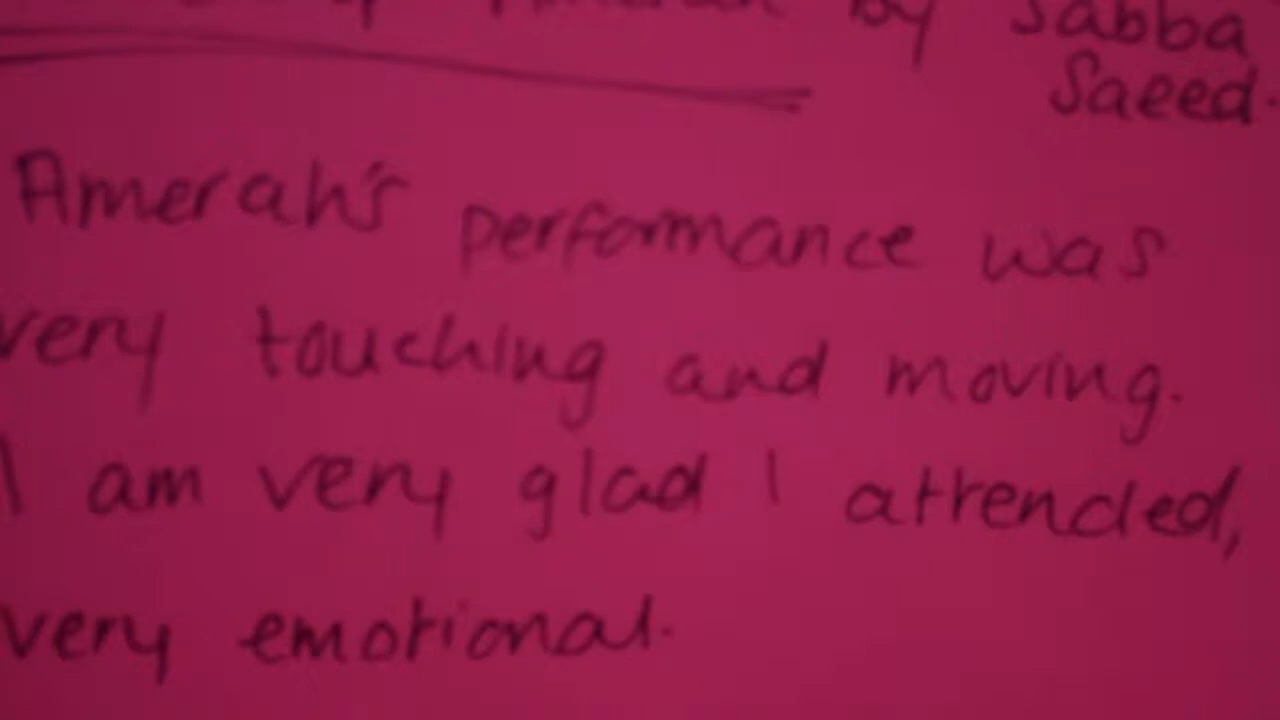 by Sabba
Saeed.
Amerah's performance was
very touching and moving.
I am very glad I attended,
very emotional.